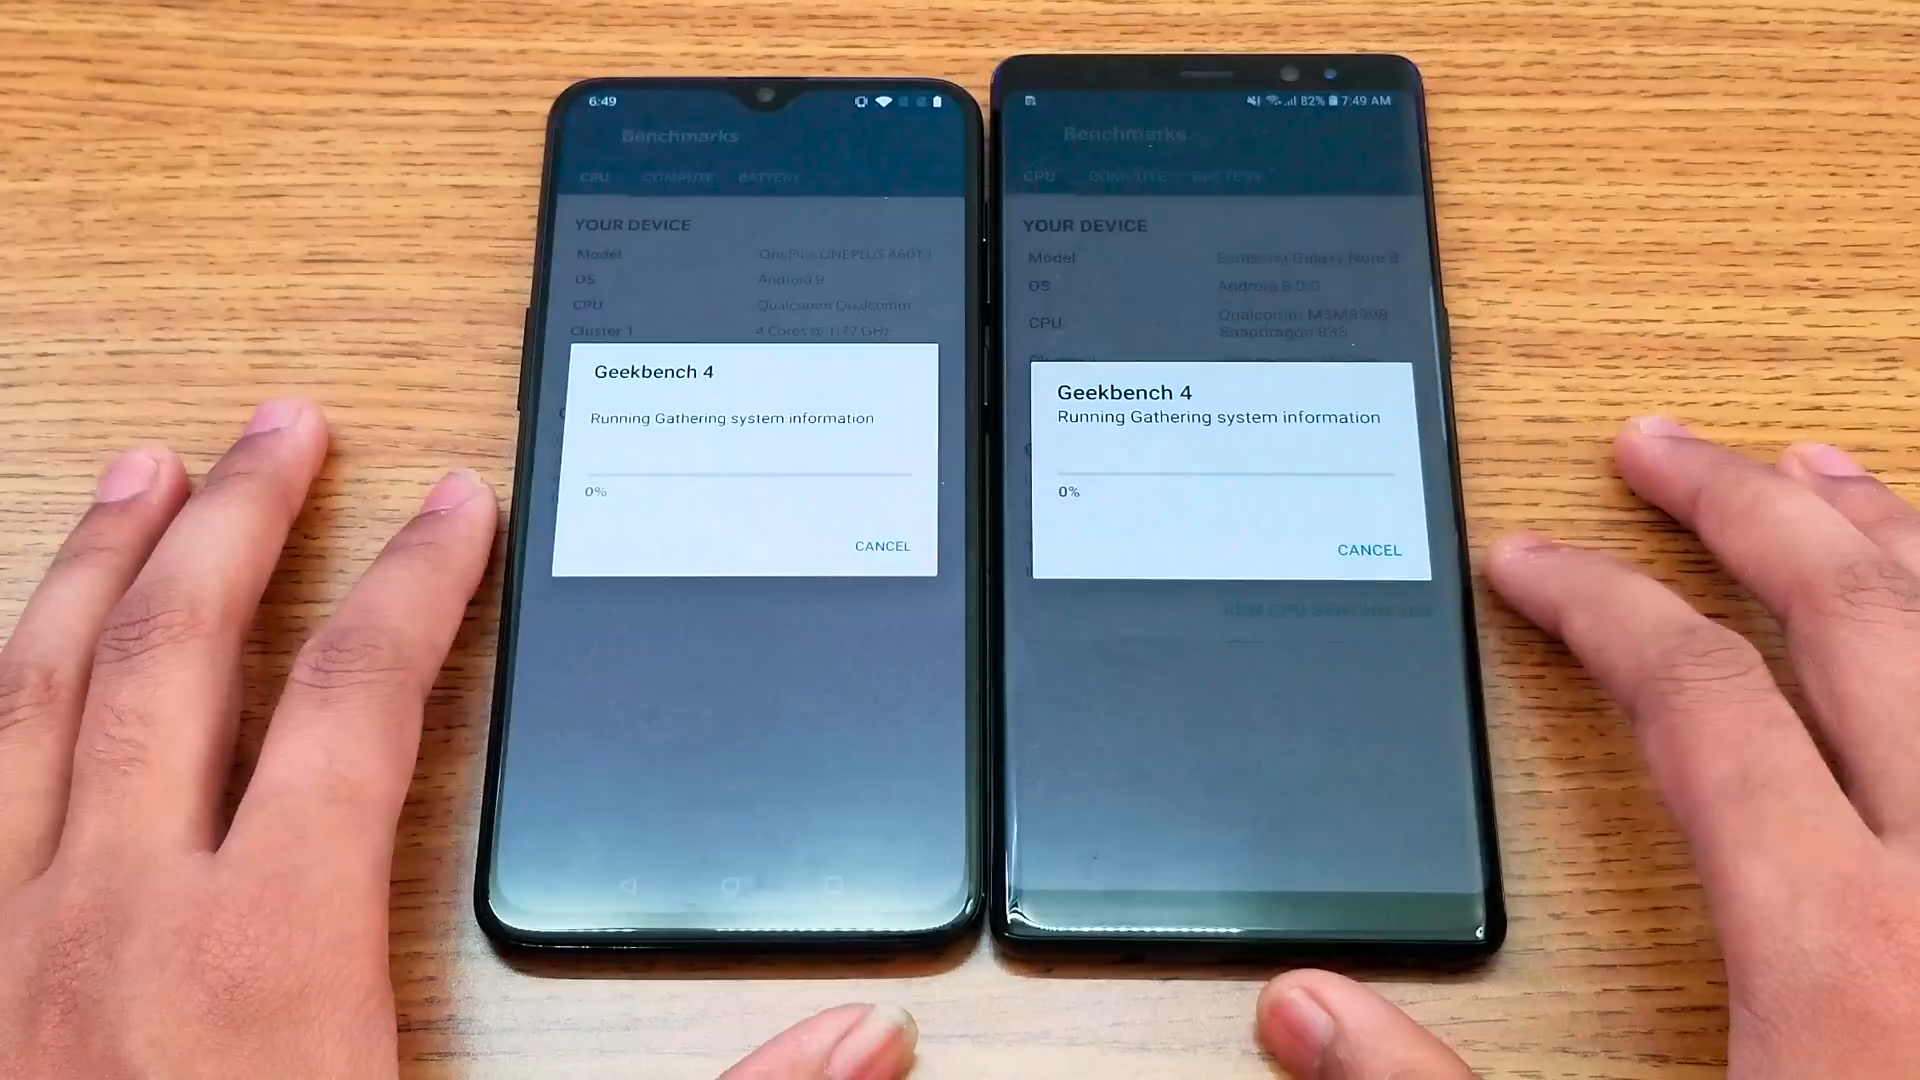 6:49
Benchmarks
CPU COMPUTE BATTERY
YOUR DEVICE
Model OnePlus ONEPLUS A6013
OS Android 9
CPU Qualcomm Qualcomm
Cluster 1 4 Cores @ 1.77 GHz
Geekbench 4
Running Gathering system information
0%
CANCEL
82% 7:49 AM
Benchmarks
CPU COMPUTE BATTERY
YOUR DEVICE
Model Samsung Galaxy Note 8
OS Android 8.0.0
CPU Qualcomm MSM8998
Snapdragon 835
Geekbench 4
Running Gathering system information
0%
CANCEL
RUN CPU BENCHMARK